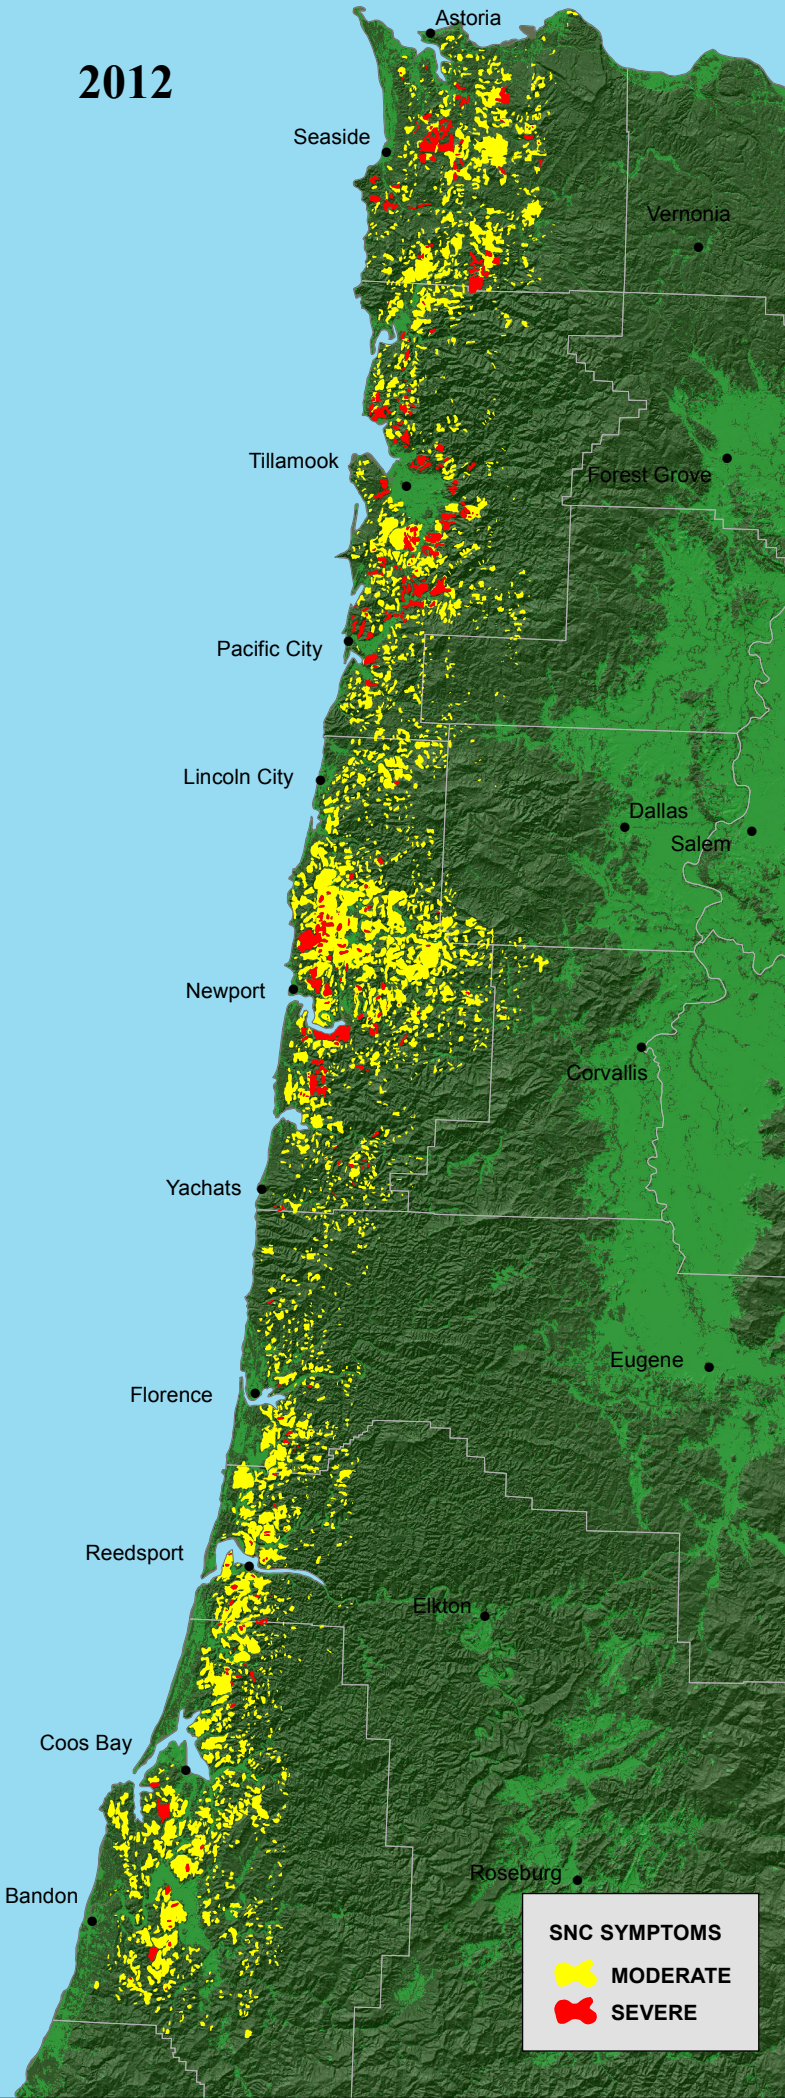 Astoria
2012
Seaside
Vernonia
Tillamook
Forest Grove
Pacific City
Lincoln City
Dallas
Salem
Newport
Corvallis
Yachats
Eugene
Florence
Reedsport
Elkton
Coos Bay
Roseburg
Bandon
SNC SYMPTOMS
MODERATE
SEVERE